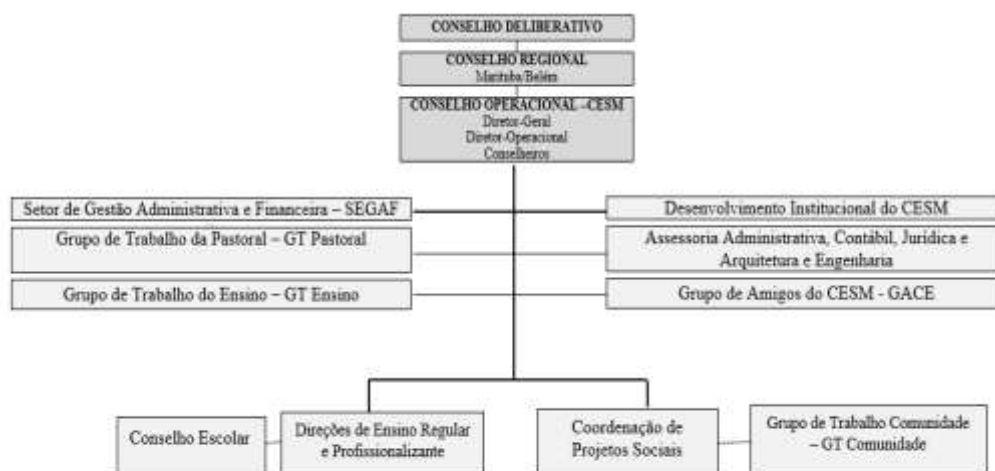 CONSELHO DELIBERATIVO
CONSELHO REGIONAL
Marituba/Belém
CONSELHO OPERACIONAL –CESM
Diretor-Geral
Diretor-Operacional
Conselheiros
Setor de Gestão Administrativa e Financeira – SEGAF
Desenvolvimento Institucional do CESM
Grupo de Trabalho da Pastoral – GT Pastoral
Assessoria Administrativa, Contábil, Jurídica e
Arquitetura e Engenharia
Grupo de Trabalho do Ensino – GT Ensino
Grupo de Amigos do CESM - GACE
Conselho Escolar
Direções de Ensino Regular
e Profissionalizante
Coordenação de
Projetos Sociais
Grupo de Trabalho Comunidade
– GT Comunidade